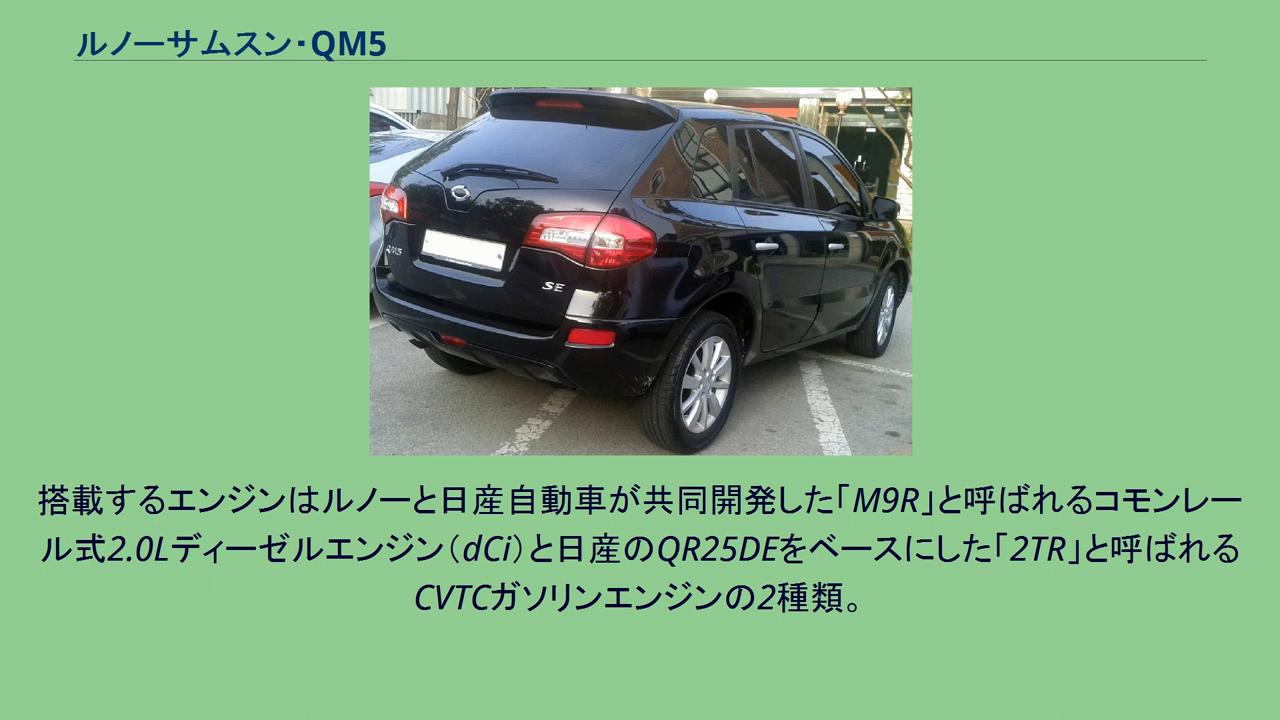 ルノーサムスン・QM5
QM5
SE
搭載するエンジンはルノーと日産自動車が共同開発した「M9R」と呼ばれるコモンレー
ル式2.0Lディーゼルエンジン（dCi）と日産のQR25DEをベースにした「2TR」と呼ばれる
CVTCガソリンエンジンの2種類。